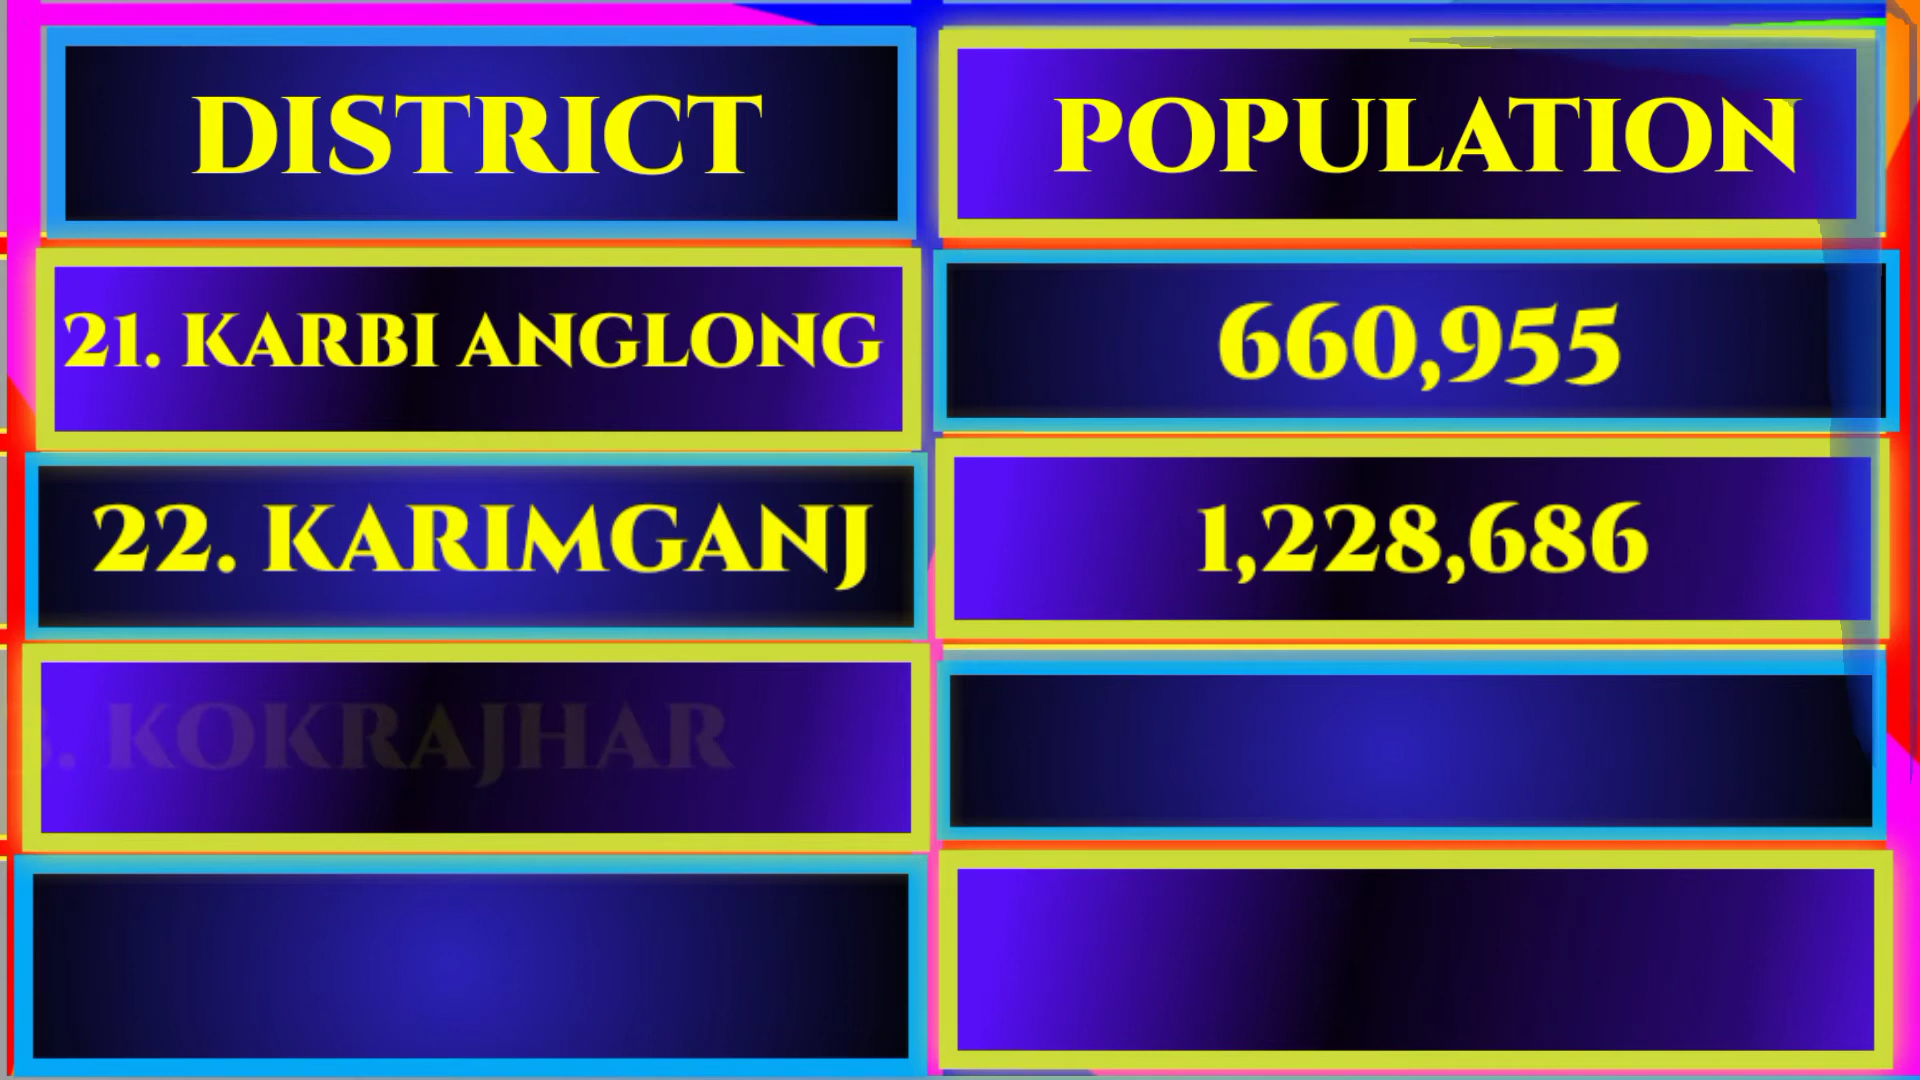 DISTRICT POPULATION
21. KARBI ANGLONG 660,955
22. KARIMGANJ 1,228,686
. KOKRAJHAR